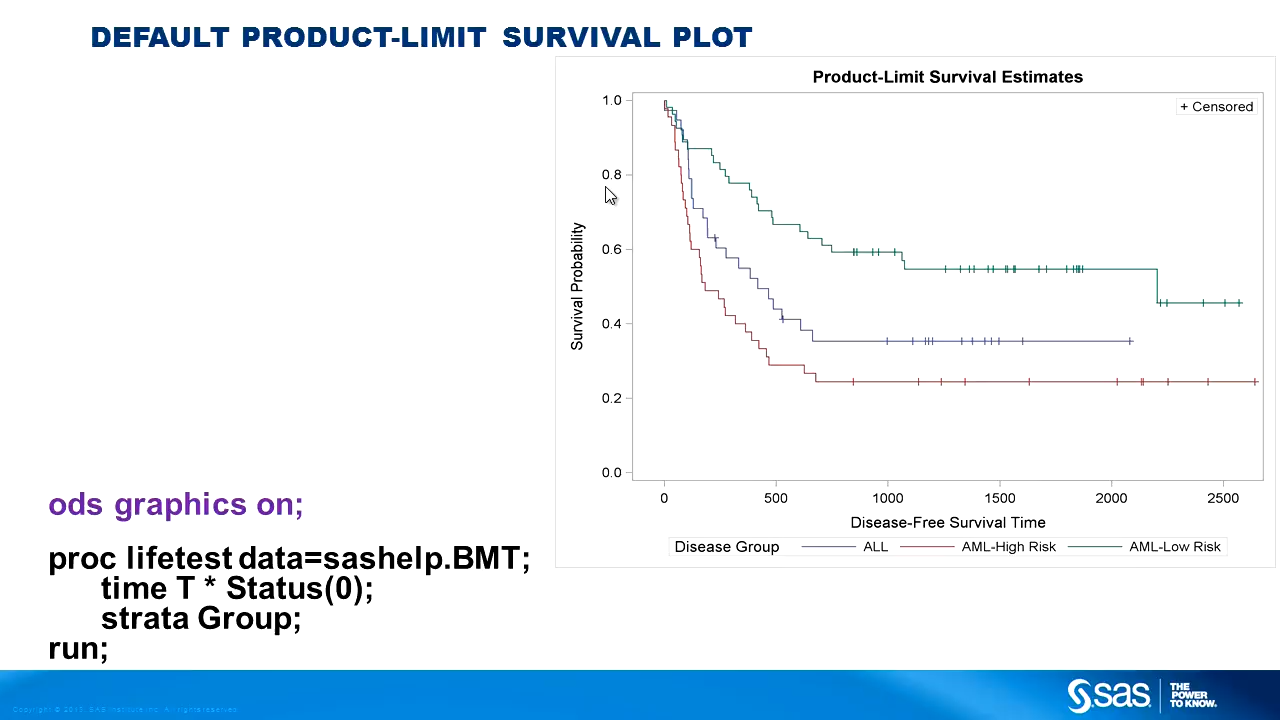 DEFAULT PRODUCT-LIMIT SURVIVAL PLOT
Product-Limit Survival Estimates
+ Censored
1.0
0.8
0.6
0.4
0.2
0.0
Survival Probability
0 500 1000 1500 2000 2500
Disease-Free Survival Time
Disease Group ALL AML-High Risk AML-Low Risk
ods graphics on;
proc lifetest data=sashelp.BMT;
time T * Status(0);
strata Group;
run;
sas
THE
POWER
TO KNOW.